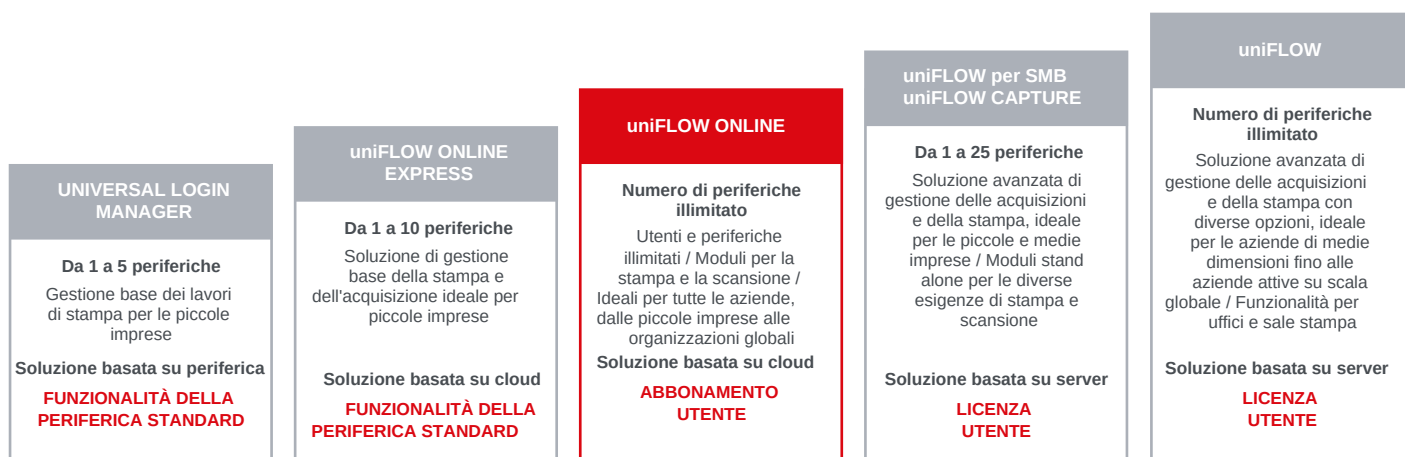 UNIVERSAL LOGIN
MANAGER
Da 1 a 5 periferiche
Gestione base dei lavori
di stampa per le piccole
imprese
Soluzione basata su periferica
FUNZIONALITÀ DELLA
PERIFERICA STANDARD
uniFLOW ONLINE
EXPRESS
Da 1 a 10 periferiche
Soluzione di gestione
base della stampa e
dell'acquisizione ideale per
piccole imprese
Soluzione basata su cloud
FUNZIONALITÀ DELLA
PERIFERICA STANDARD
uniFLOW ONLINE
Numero di periferiche
illimitato
Utenti e periferiche
illimitati / Moduli per la
stampa e la scansione /
Ideali per tutte le aziende,
dalle piccole imprese alle
organizzazioni globali
Soluzione basata su cloud
ABBONAMENTO
UTENTE
uniFLOW per SMB
uniFLOW CAPTURE
Da 1 a 25 periferiche
Soluzione avanzata di
gestione delle acquisizioni
e della stampa, ideale
per le piccole e medie
imprese / Moduli stand
alone per le diverse
esigenze di stampa e
scansione
Soluzione basata su server
LICENZA
UTENTE
uniFLOW
Numero di periferiche
illimitato
Soluzione avanzata di
gestione delle acquisizioni
e della stampa con
diverse opzioni, ideale
per le aziende di medie
dimensioni fino alle
aziende attive su scala
globale / Funzionalità per
uffici e sale stampa
Soluzione basata su server
LICENZA
UTENTE